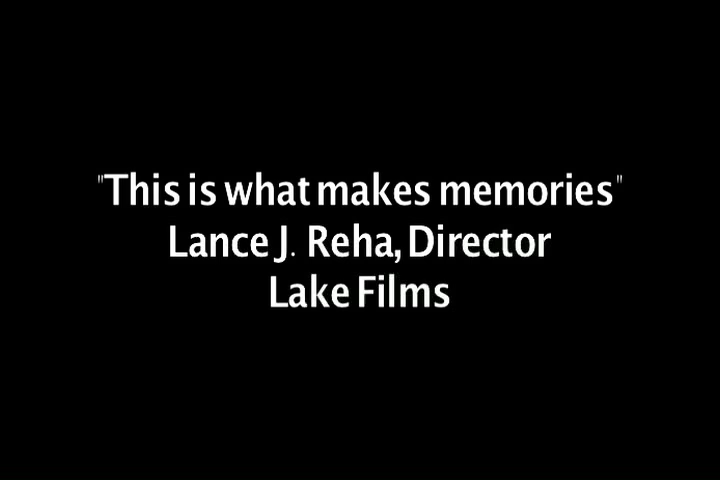 "This is what makes memories"
Lance J. Reha, Director
Lake Films